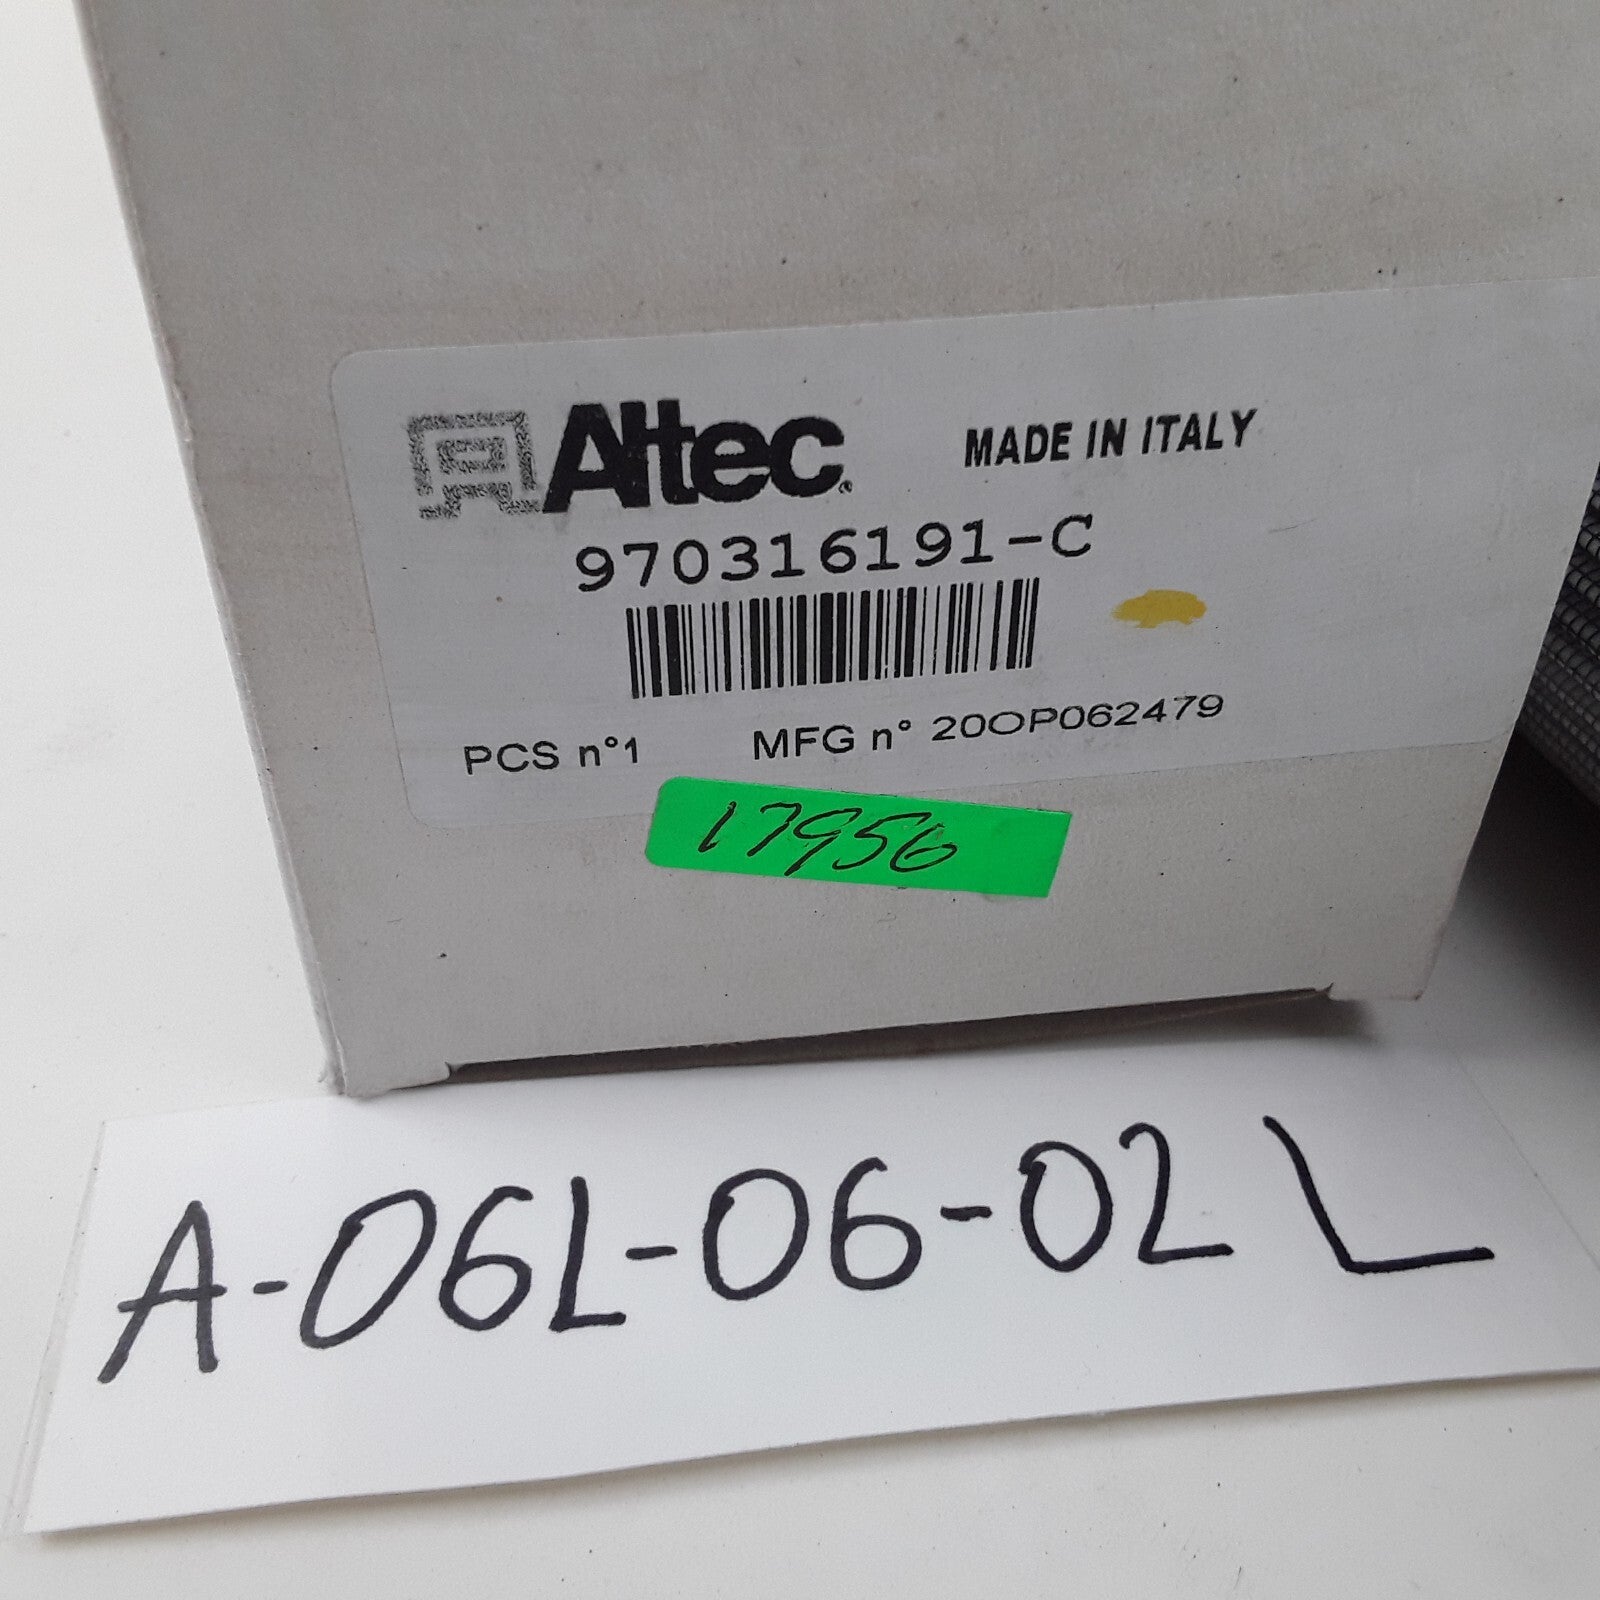 Altec® MADE IN ITALY
970316191-C
PCS n°1 MFG n° 20OP062479
17956
A-06L-06-02 L